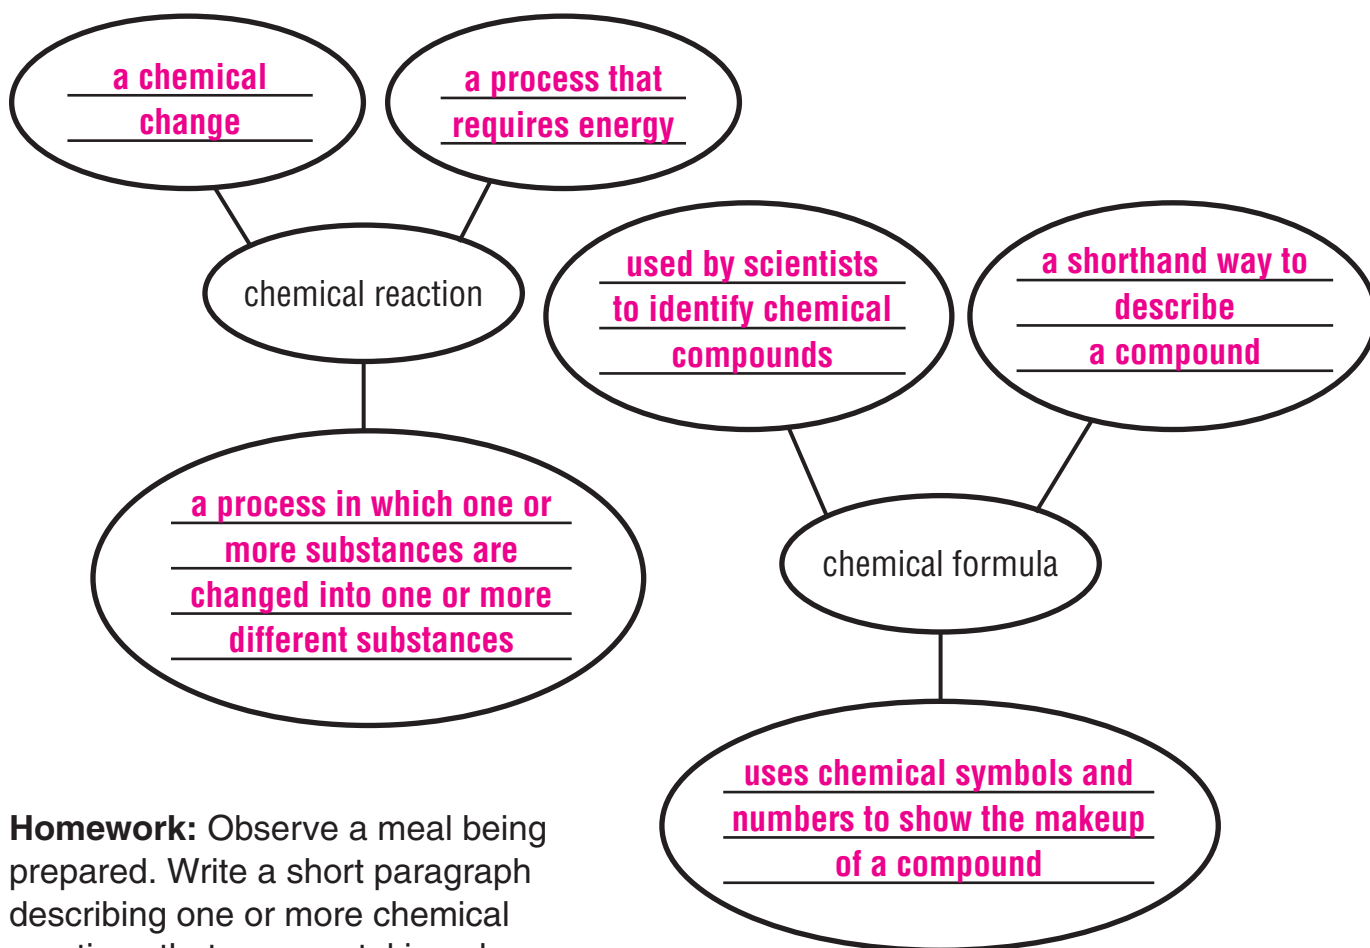 a chemical
change
a process that
requires energy
chemical reaction
a process in which one or
more substances are
changed into one or more
different substances
used by scientists
to identify chemical
compounds
a shorthand way to
describe
a compound
chemical formula
uses chemical symbols and
numbers to show the makeup
of a compound
Homework: Observe a meal being
prepared. Write a short paragraph
describing one or more chemical